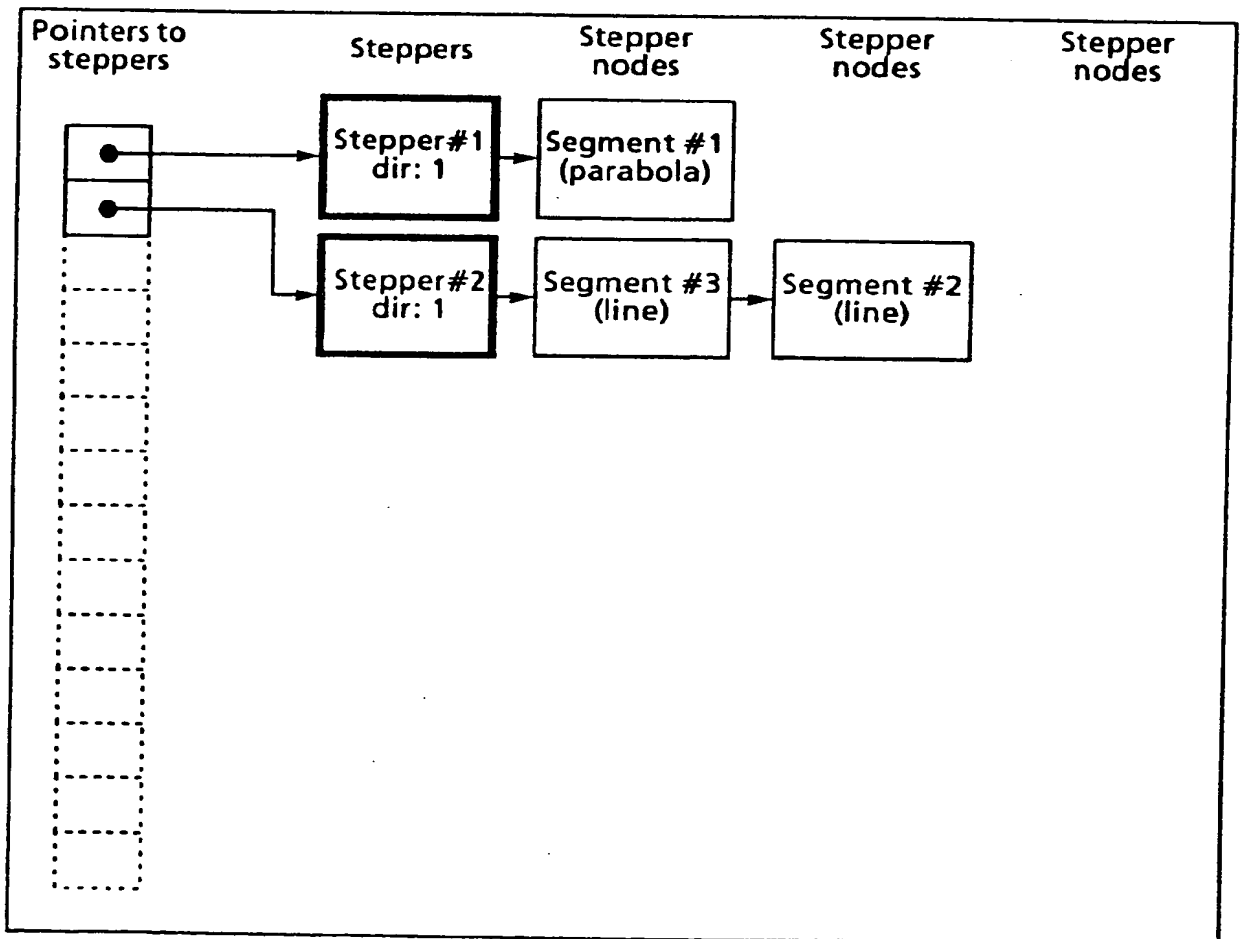 Pointers to
steppers
Steppers
Stepper
nodes
Stepper
nodes
Stepper
nodes
Stepper#1
dir: 1
Segment #1
(parabola)
Stepper#2
dir: 1
Segment #3
(line)
Segment #2
(line)